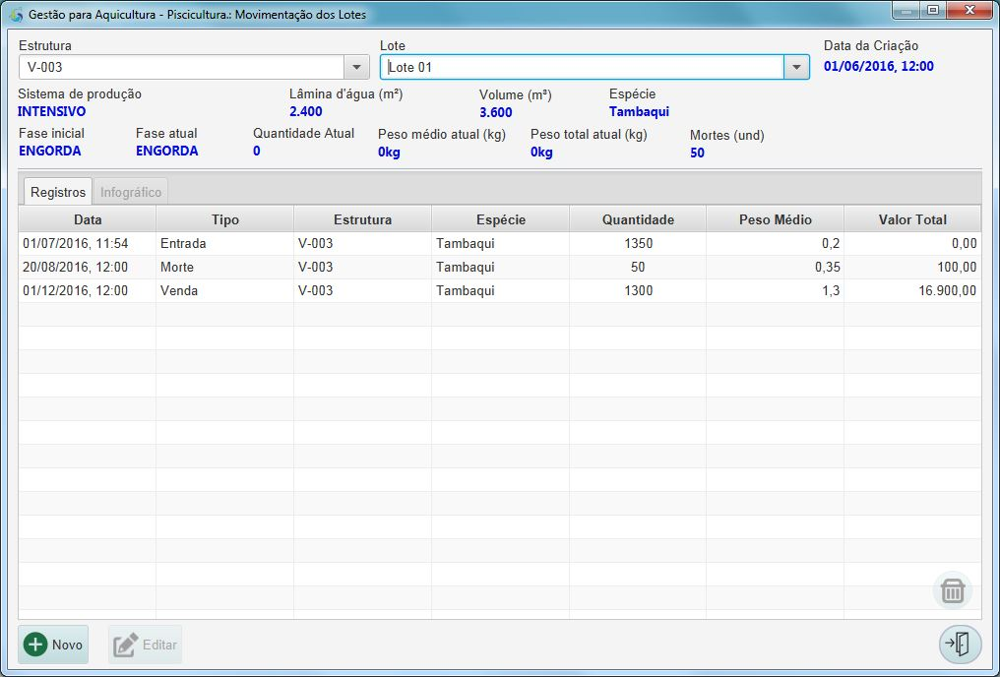 Gestão para Aquicultura - Piscicultura.: Movimentação dos Lotes
Estrutura Lote Data da Criação
V-003 Lote 01 01/06/2016, 12:00
Sistema de produção Lâmina d'água (m²) Volume (m³) Espécie
INTENSIVO 2.400 3.600 Tambaqui
Fase inicial Fase atual Quantidade Atual Peso médio atual (kg) Peso total atual (kg) Mortes (und)
ENGORDA ENGORDA 0 0kg 0kg 50
Registros Infográfico
Data Tipo Estrutura Espécie Quantidade Peso Médio Valor Total
01/07/2016, 11:54 Entrada V-003 Tambaqui 1350 0,2 0,00
20/08/2016, 12:00 Morte V-003 Tambaqui 50 0,35 100,00
01/12/2016, 12:00 Venda V-003 Tambaqui 1300 1,3 16.900,00
Novo Editar